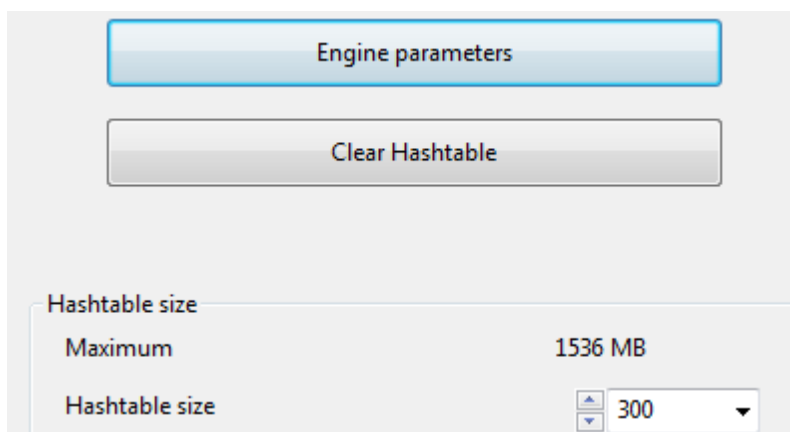 Engine parameters
Clear Hashtable
Hashtable size
Maximum 1536 MB
Hashtable size 300